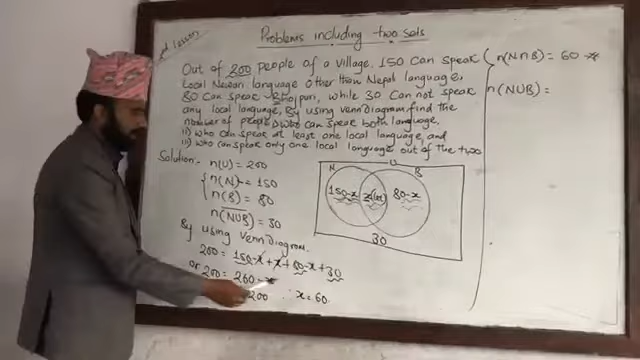 2nd lesson
Problems including two sets
Out of 200 people of a village, 150 can speak
Local Newari language other than Nepali language,
80 can speak Bhojpuri, while 30 can not speak
any local language, By using venn diagram find the
number of people, i) who can speak both language.
ii) who can speak at least one local language, and
iii) who can speak only one local language out of the two
Solution:- n(U) = 200
n(N) = 150
n(B) = 80
n(N∪B) = 30
By using Venn diagram.
200 = 150-x + x + 80-x + 30
or 200 = 260 - x
200 ∴ x = 60
U
N B
150-x 80-x
30
n(N∩B) = 60
n(N∪B) =